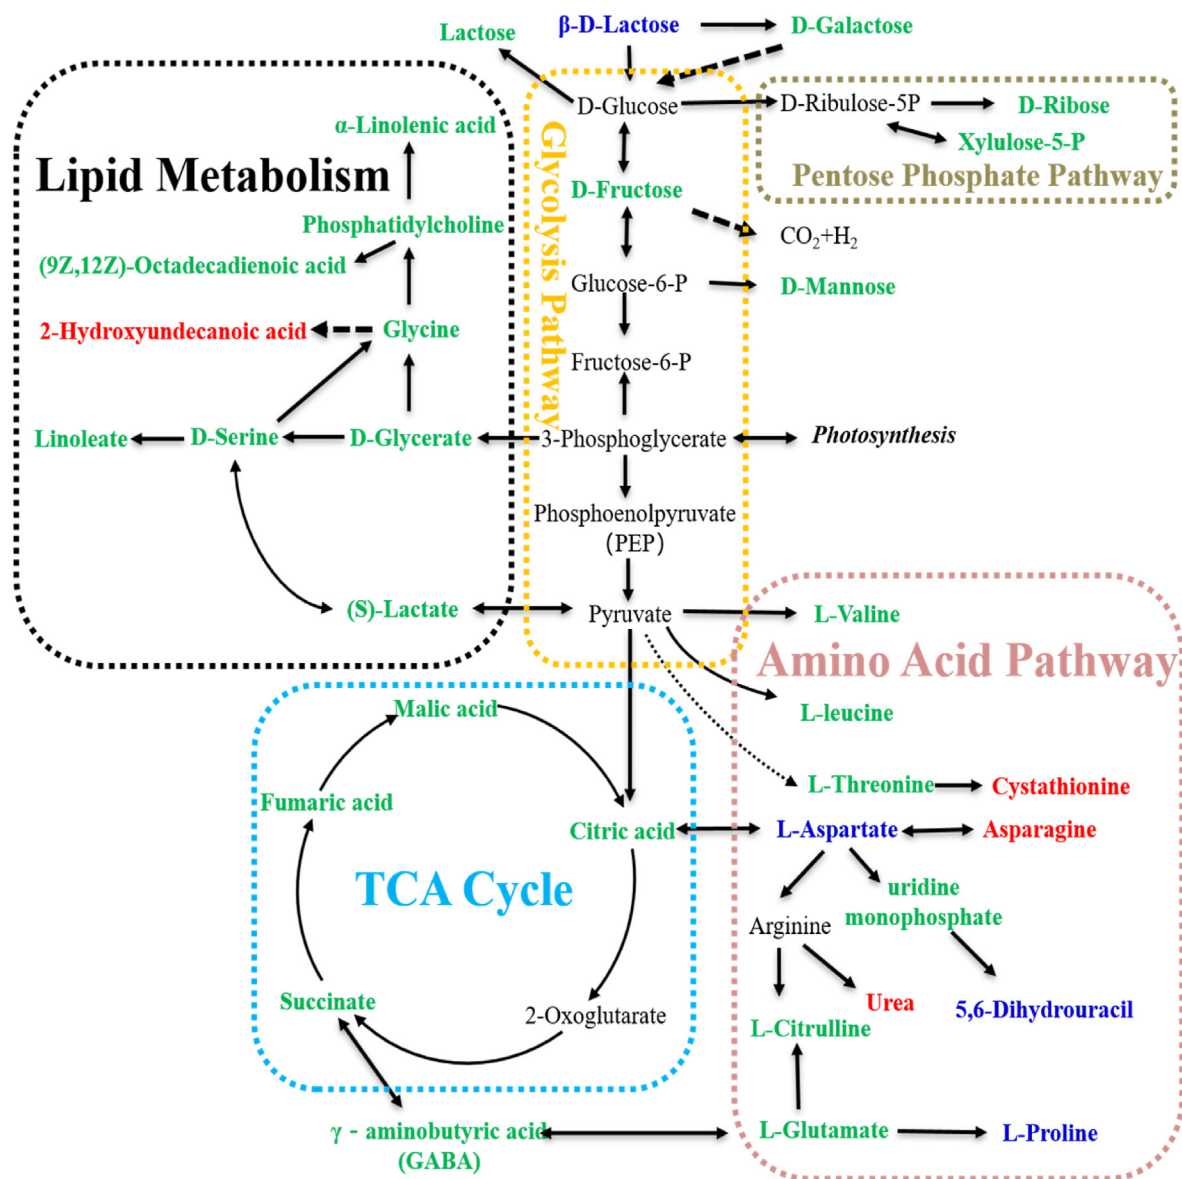 β-D-Lactose
D-Galactose
Lactose
D-Glucose
D-Ribulose-5P
D-Ribose
Xylulose-5-P
Pentose Phosphate Pathway
α-Linolenic acid
Lipid Metabolism
Glycolysis Pathway
D-Fructose
Phosphatidylcholine
CO₂+H₂
(9Z,12Z)-Octadecadienoic acid
Glucose-6-P
D-Mannose
2-Hydroxyundecanoic acid
Glycine
Fructose-6-P
Linoleate
D-Serine
D-Glycerate
3-Phosphoglycerate
Photosynthesis
Phosphoenolpyruvate
(PEP)
(S)-Lactate
Pyruvate
L-Valine
Amino Acid Pathway
Malic acid
L-leucine
Fumaric acid
L-Threonine
Cystathionine
Citric acid
L-Aspartate
Asparagine
TCA Cycle
uridine
monophosphate
Arginine
Succinate
2-Oxoglutarate
Urea
5,6-Dihydrouracil
L-Citrulline
γ - aminobutyric acid
(GABA)
L-Glutamate
L-Proline